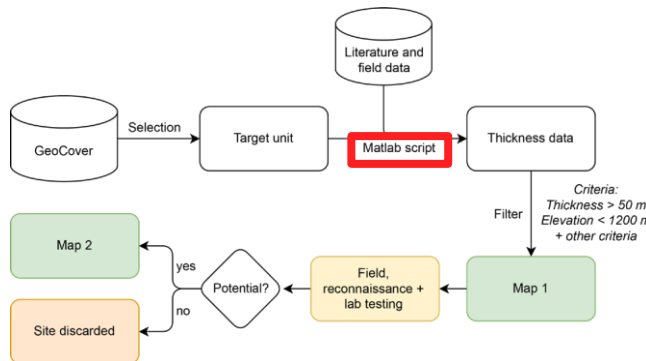 Literature and
field data
GeoCover
Selection
Target unit
Matlab script
Thickness data
Filter
Criteria:
Thickness > 50 m
Elevation < 1200 m
+ other criteria
Map 2
yes
Potential?
no
Field,
reconnaissance +
lab testing
Map 1
Site discarded